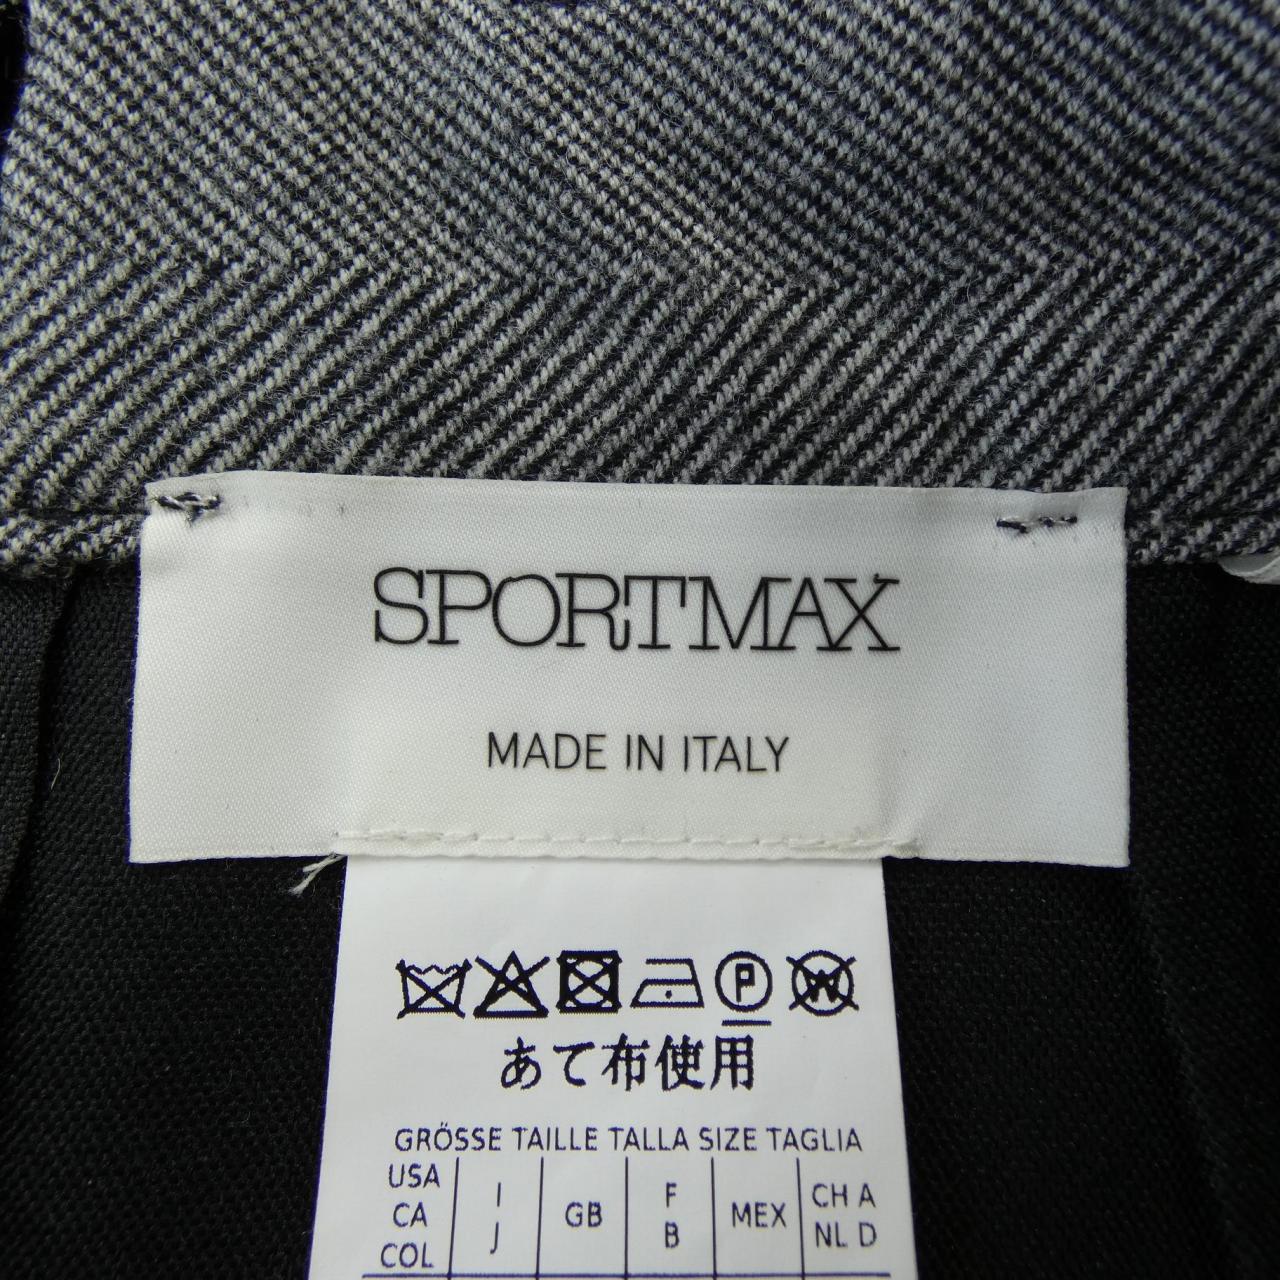 SPORTMAX
MADE IN ITALY
P W
あて布使用
GRÖSSE TAILLE TALLA SIZE TAGLIA
USA CA COL
I J
GB
F B
MEX
CH A NL D